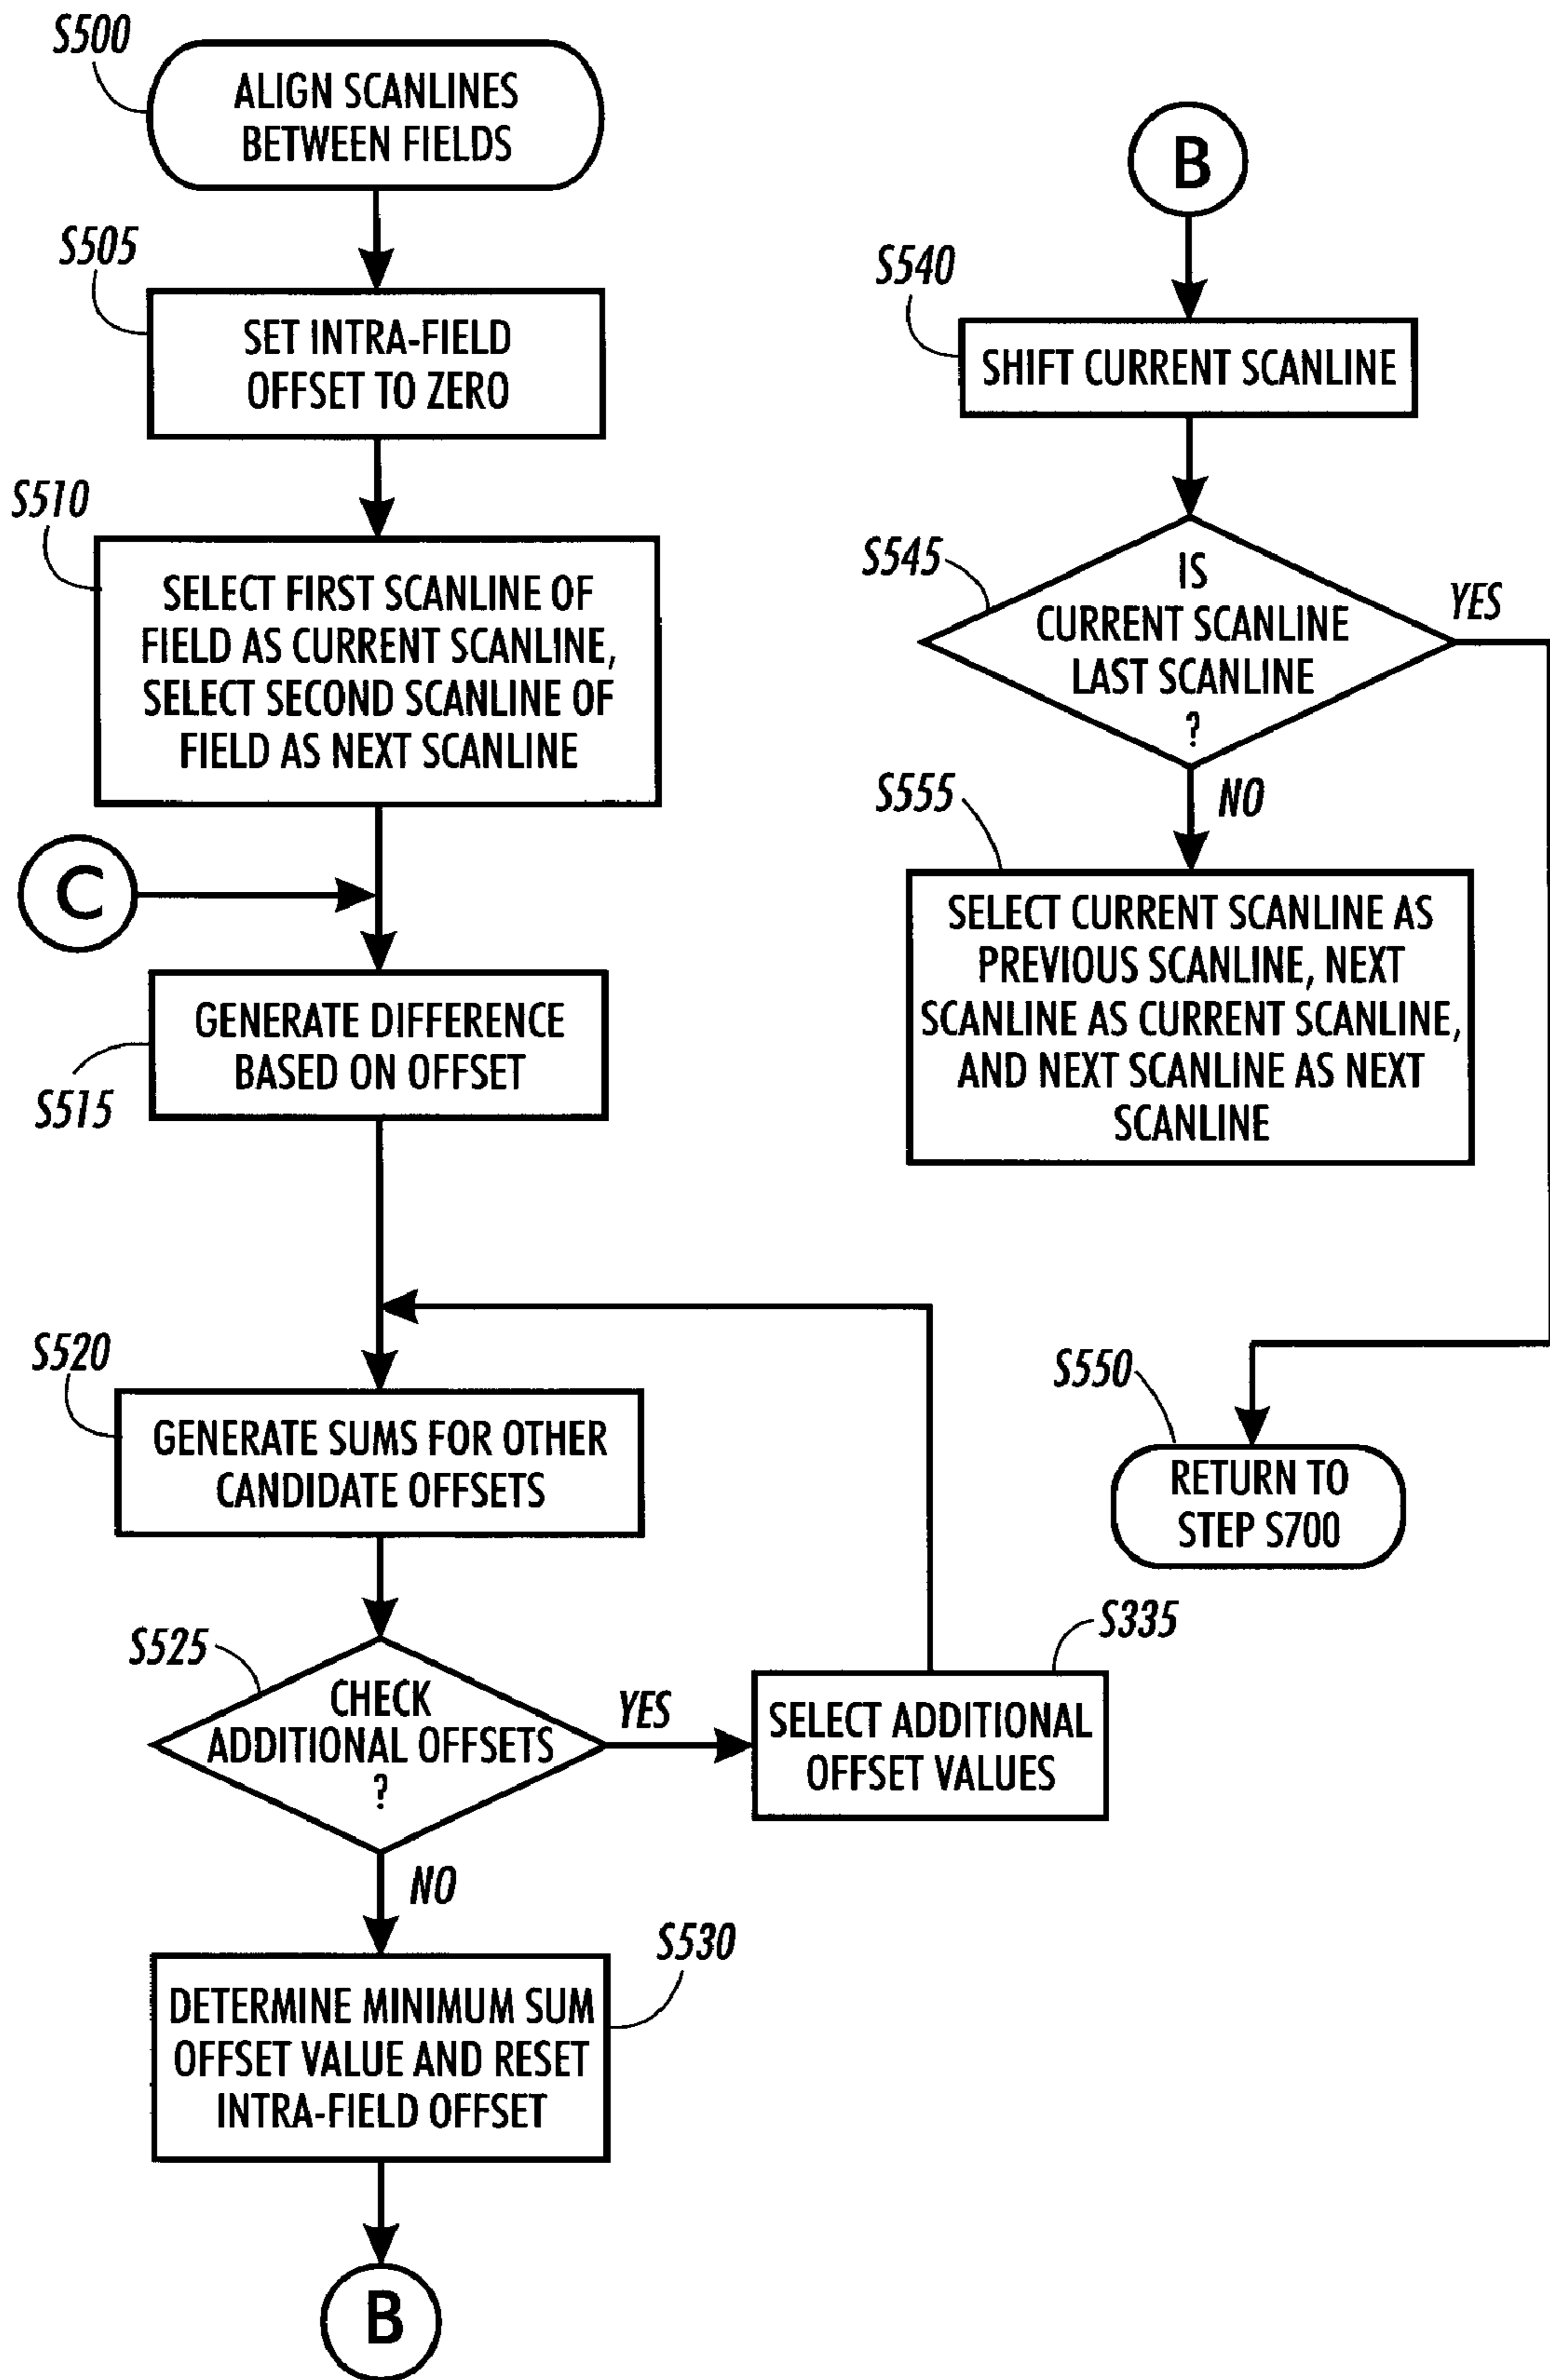 S500
ALIGN SCANLINES
BETWEEN FIELDS
S505
SET INTRA-FIELD
OFFSET TO ZERO
S510
SELECT FIRST SCANLINE OF
FIELD AS CURRENT SCANLINE,
SELECT SECOND SCANLINE OF
FIELD AS NEXT SCANLINE
C
GENERATE DIFFERENCE
BASED ON OFFSET
S515
S520
GENERATE SUMS FOR OTHER
CANDIDATE OFFSETS
S525
CHECK
ADDITIONAL OFFSETS
?
YES
S335
SELECT ADDITIONAL
OFFSET VALUES
NO
S530
DETERMINE MINIMUM SUM
OFFSET VALUE AND RESET
INTRA-FIELD OFFSET
B
B
S540
SHIFT CURRENT SCANLINE
S545
IS
CURRENT SCANLINE
LAST SCANLINE
?
YES
NO
S555
SELECT CURRENT SCANLINE AS
PREVIOUS SCANLINE, NEXT
SCANLINE AS CURRENT SCANLINE,
AND NEXT SCANLINE AS NEXT
SCANLINE
S550
RETURN TO
STEP S700